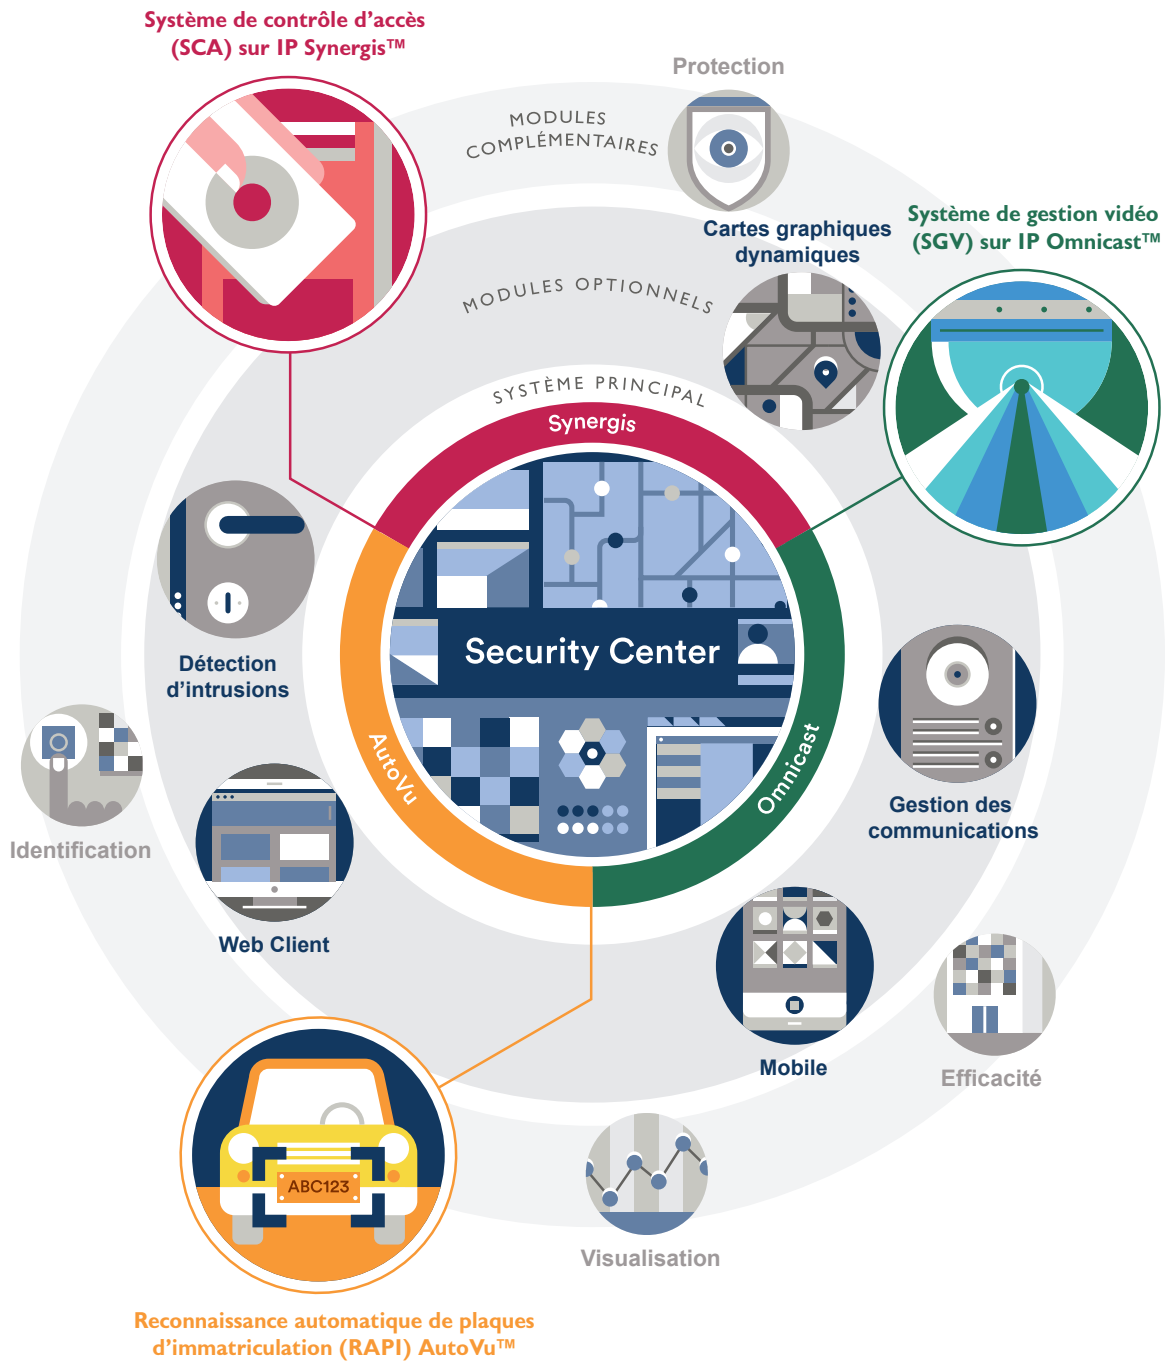 Système de contrôle d’accès
(SCA) sur IP Synergis™
Protection
MODULES
COMPLÉMENTAIRES
Système de gestion vidéo
(SGV) sur IP Omnicast™
Cartes graphiques
dynamiques
MODULES OPTIONNELS
SYSTÈME PRINCIPAL
Synergis
Security Center
Détection
d’intrusions
AutoVu
Omnicast
Gestion des
communications
Identification
Web Client
Mobile
Efficacité
ABC123
Visualisation
Reconnaissance automatique de plaques
d’immatriculation (RAPI) AutoVu™